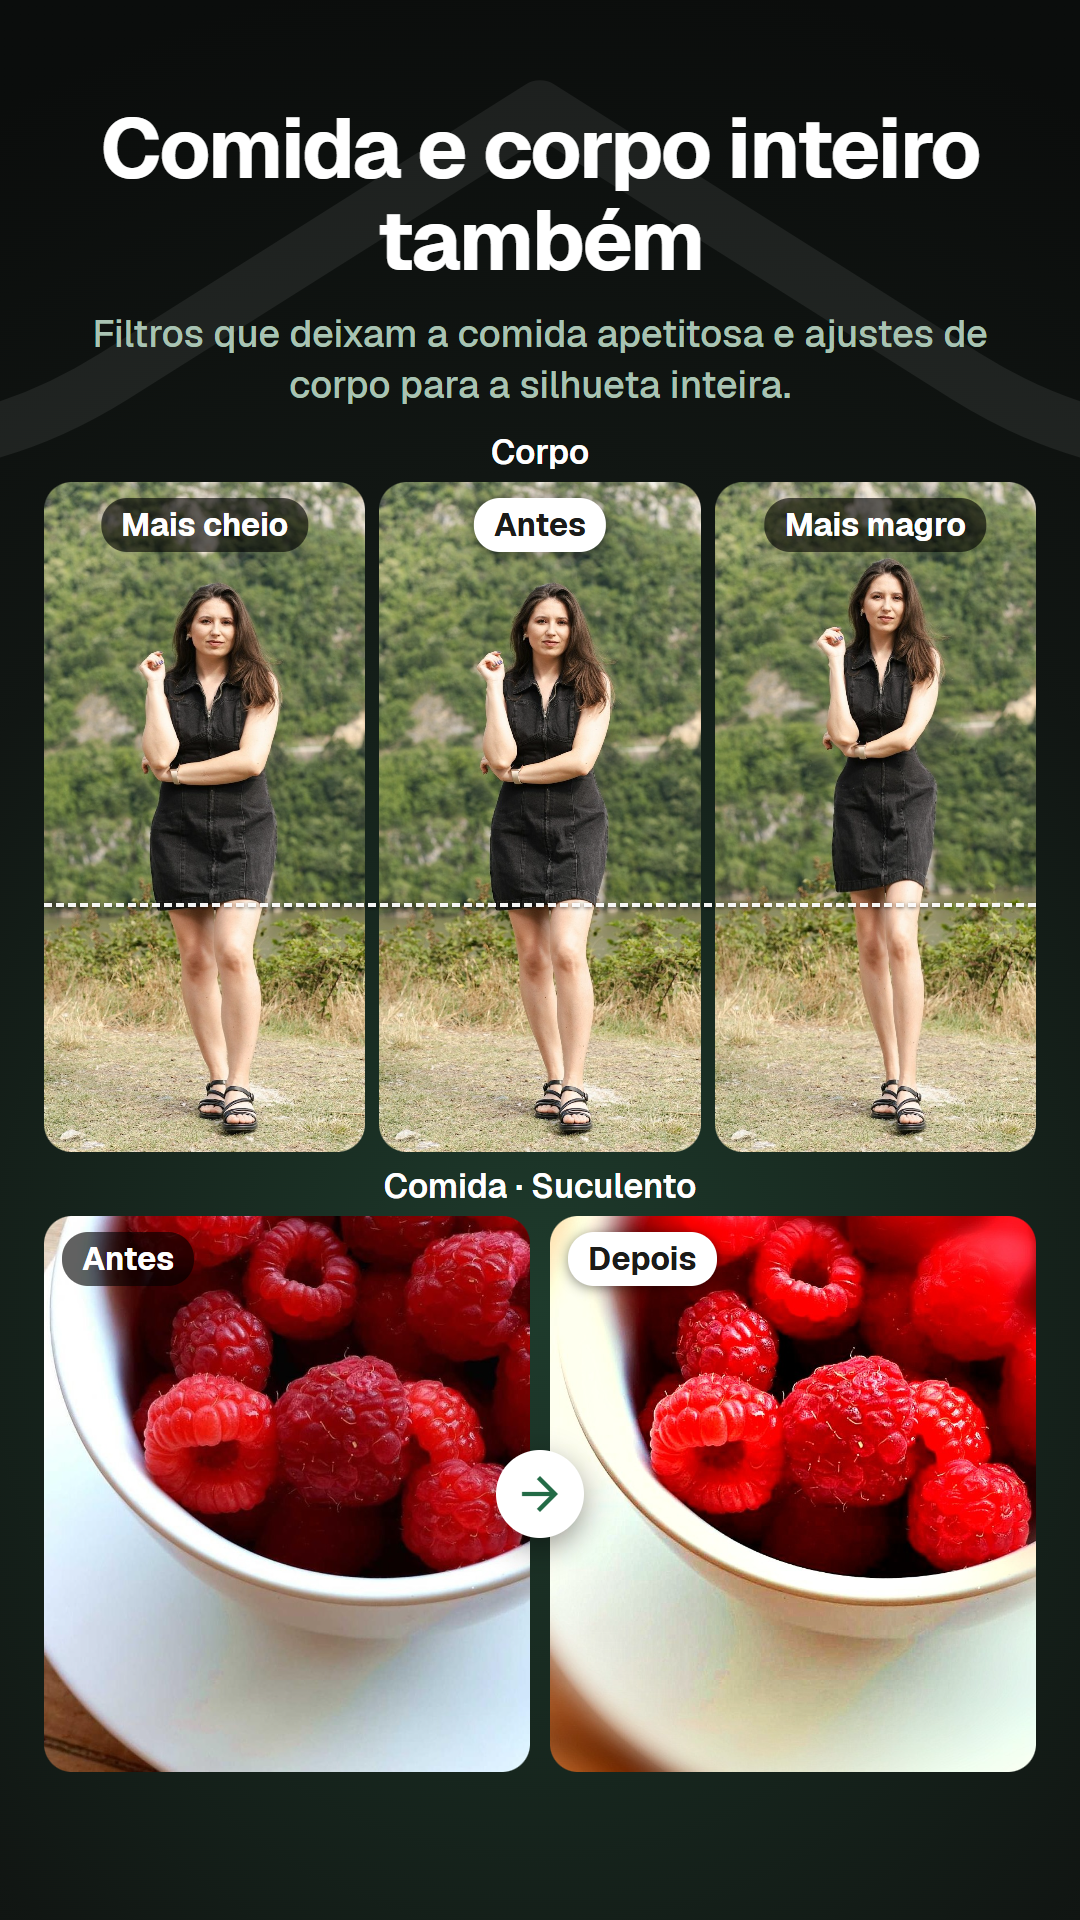 Comida e corpo inteiro
também
Filtros que deixam a comida apetitosa e ajustes de
corpo para a silhueta inteira.
Corpo
Mais cheio
Antes
Mais magro
Comida · Suculento
Antes
Depois